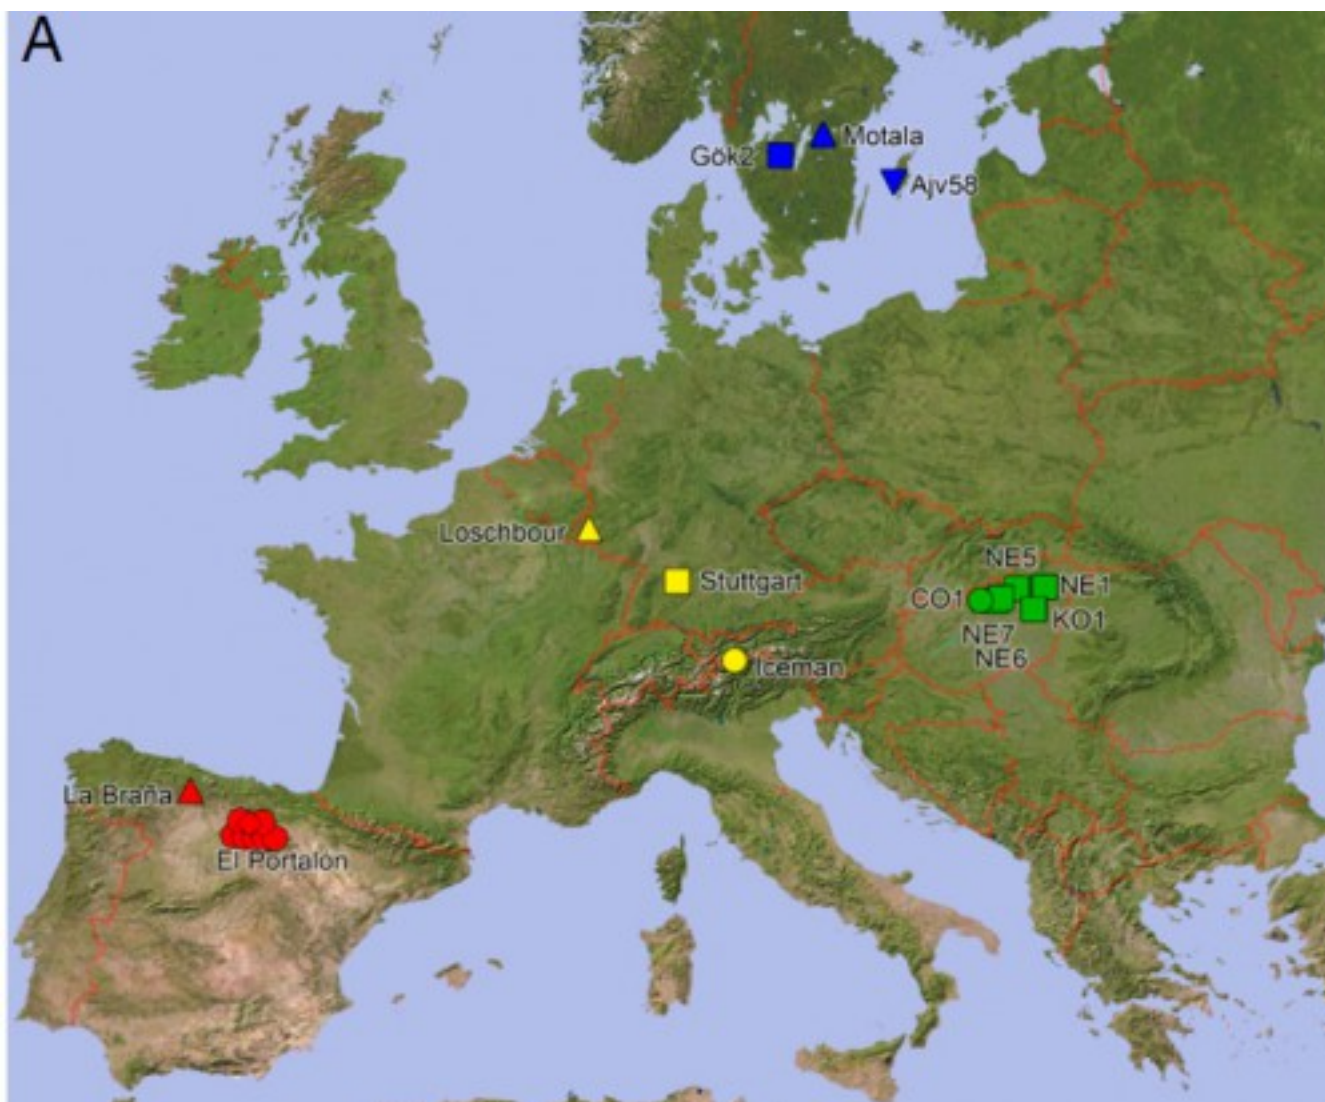 A
Motala
Gök2
Ajv58
Loschbour
Stuttgart
NE5
NE1
CO1
KO1
NE7
NE6
Iceman
La Braña
El Portalón